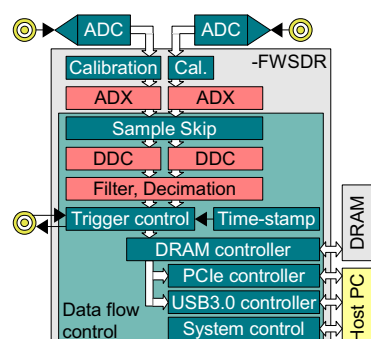 ADC
ADC
-FWSDR
Calibration
Cal.
ADX
ADX
Sample Skip
DDC
DDC
Filter, Decimation
Trigger control
Time-stamp
DRAM controller
DRAM
PCIe controller
USB3.0 controller
Host PC
Data flow
control
System control